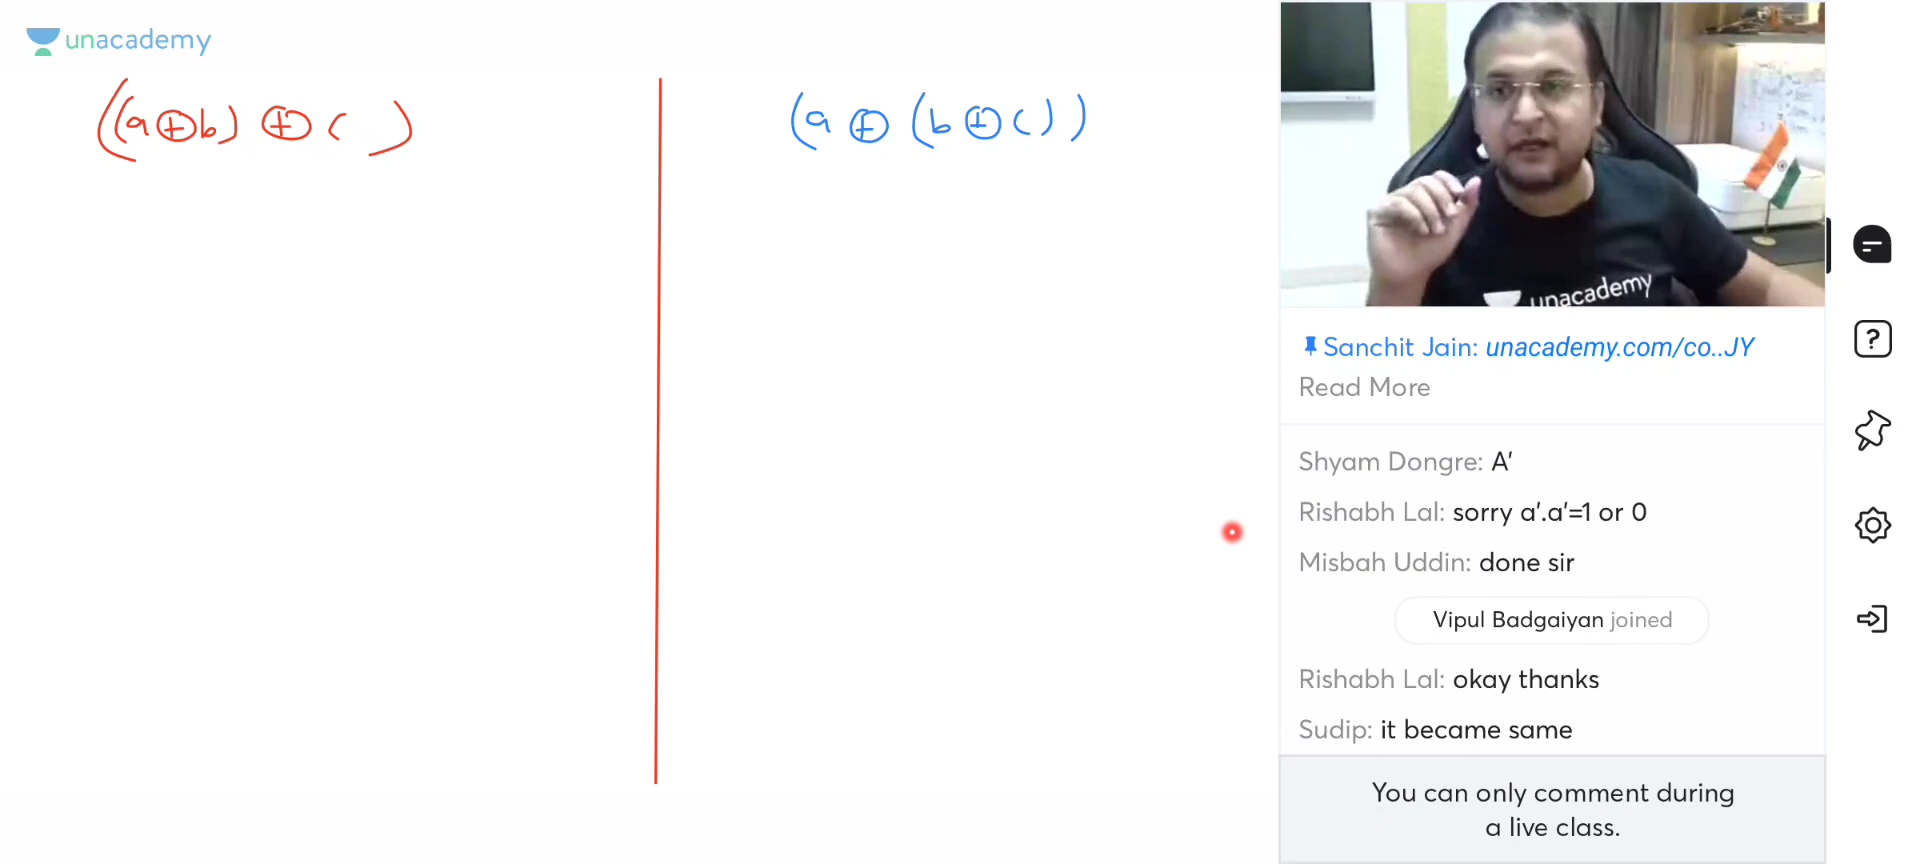 unacademy
((a ⊕ b) ⊕ c )
(a ⊕ (b ⊕ c) )
unacademy
Sanchit Jain: unacademy.com/co..JY
Read More
Shyam Dongre: A'
Rishabh Lal: sorry a'.a'=1 or 0
Misbah Uddin: done sir
Vipul Badgaiyan joined
Rishabh Lal: okay thanks
Sudip: it became same
You can only comment during
a live class.